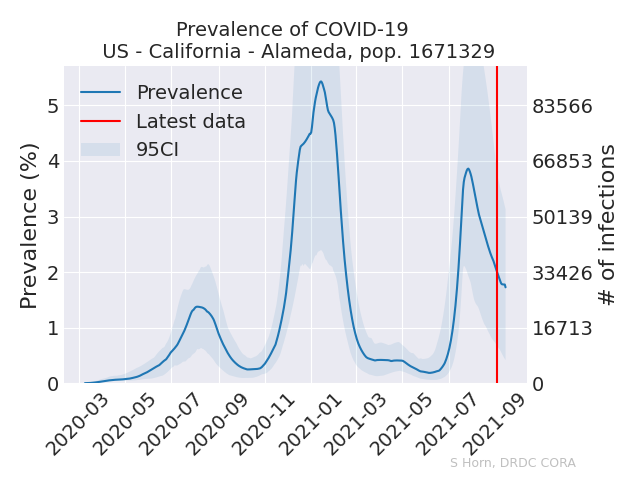 Prevalence of COVID-19
US - California - Alameda, pop. 1671329
Prevalence
Latest data
95CI
Prevalence (%)
5
4
3
2
1
0
83566
66853
50139
33426
16713
0
# of infections
2020-03
2020-05
2020-07
2020-09
2020-11
2021-01
2021-03
2021-05
2021-07
2021-09
S Horn, DRDC CORA